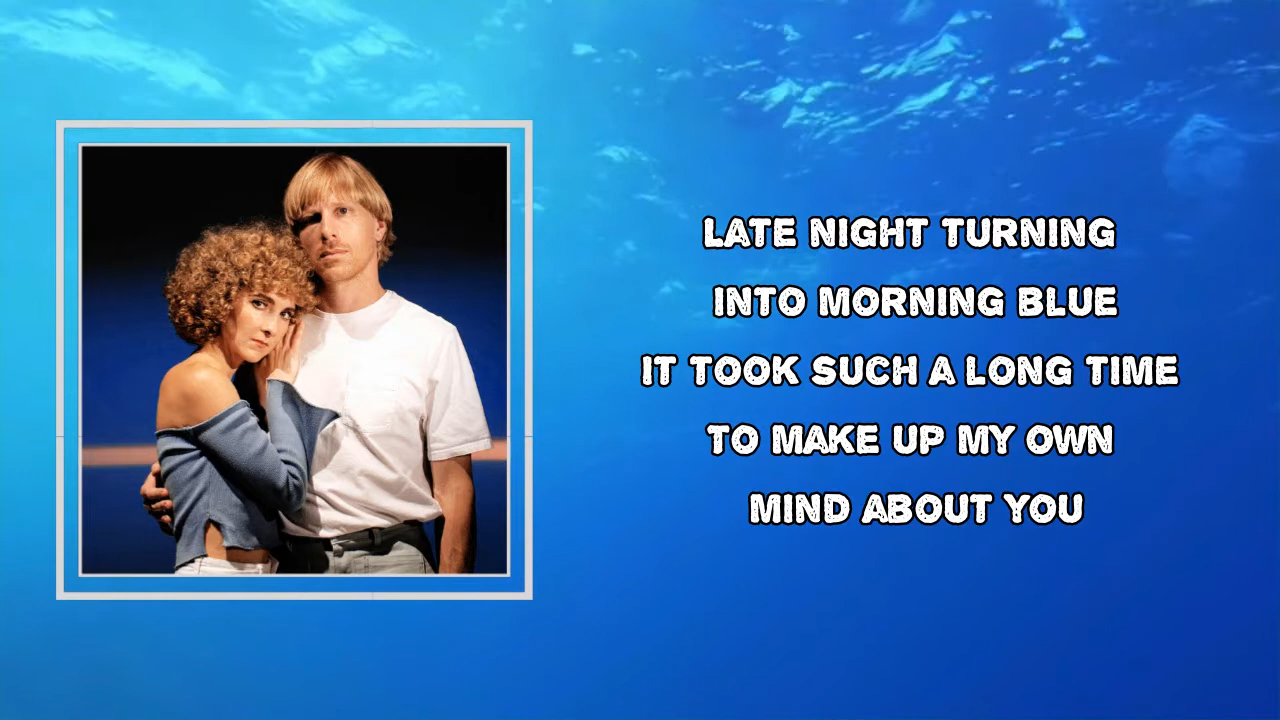 LATE NIGHT TURNING
INTO MORNING BLUE
IT TOOK SUCH A LONG TIME
TO MAKE UP MY OWN
MIND ABOUT YOU